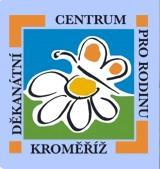 DĚKANÁTNÍ
CENTRUM
PRO RODINU
KROMĚŘÍŽ